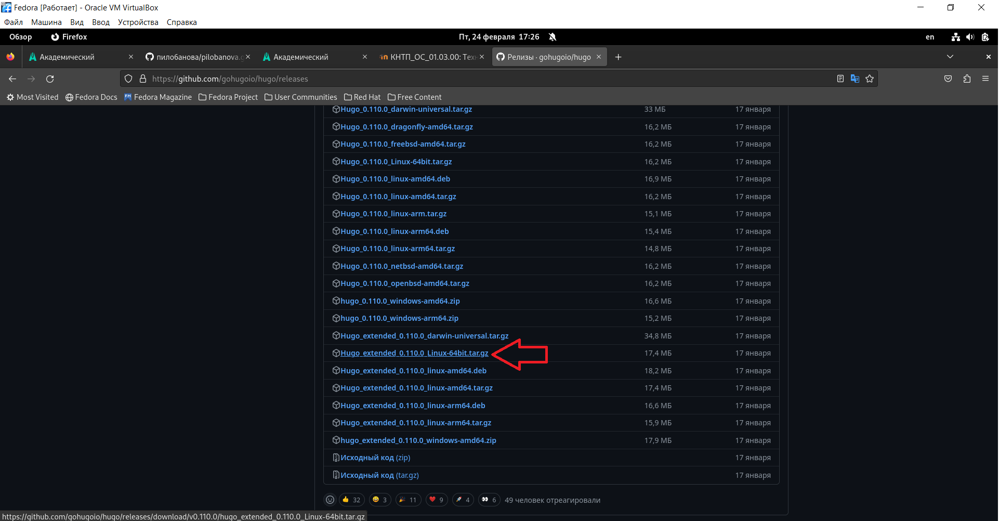 Fedora [Работает] - Oracle VM VirtualBox
Файл Машина Вид Ввод Устройства Справка
Обзор Firefox Пт, 24 февраля 17:26 en
Академический пилобанова/pilobanova.g Академический КНТП_ОС_01.03.00: Техн Релизы · gohugoio/hugo
https://github.com/gohugoio/hugo/releases
Most Visited Fedora Docs Fedora Magazine Fedora Project User Communities Red Hat Free Content
Hugo_0.110.0_darwin-universal.tar.gz 33 МБ 17 января
Hugo_0.110.0_dragonfly-amd64.tar.gz 16,2 МБ 17 января
Hugo_0.110.0_freebsd-amd64.tar.gz 16,2 МБ 17 января
Hugo_0.110.0_Linux-64bit.tar.gz 16,2 МБ 17 января
Hugo_0.110.0_linux-amd64.deb 16,9 МБ 17 января
Hugo_0.110.0_linux-amd64.tar.gz 16,2 МБ 17 января
Hugo_0.110.0_linux-arm.tar.gz 15,1 МБ 17 января
Hugo_0.110.0_linux-arm64.deb 15,4 МБ 17 января
Hugo_0.110.0_linux-arm64.tar.gz 14,8 МБ 17 января
Hugo_0.110.0_netbsd-amd64.tar.gz 16,2 МБ 17 января
Hugo_0.110.0_openbsd-amd64.tar.gz 16,2 МБ 17 января
hugo_0.110.0_windows-amd64.zip 16,6 МБ 17 января
hugo_0.110.0_windows-arm64.zip 15,2 МБ 17 января
Hugo_extended_0.110.0_darwin-universal.tar.gz 34,8 МБ 17 января
Hugo_extended_0.110.0_Linux-64bit.tar.gz 17,4 МБ 17 января
Hugo_extended_0.110.0_linux-amd64.deb 18,2 МБ 17 января
Hugo_extended_0.110.0_linux-amd64.tar.gz 17,4 МБ 17 января
Hugo_extended_0.110.0_linux-arm64.deb 16,6 МБ 17 января
Hugo_extended_0.110.0_linux-arm64.tar.gz 15,9 МБ 17 января
hugo_extended_0.110.0_windows-amd64.zip 17,9 МБ 17 января
Исходный код (zip) 17 января
Исходный код (tar.gz) 17 января
32 3 11 9 4 6 49 человек отреагировали
https://github.com/gohugoio/hugo/releases/download/v0.110.0/hugo_extended_0.110.0_Linux-64bit.tar.gz